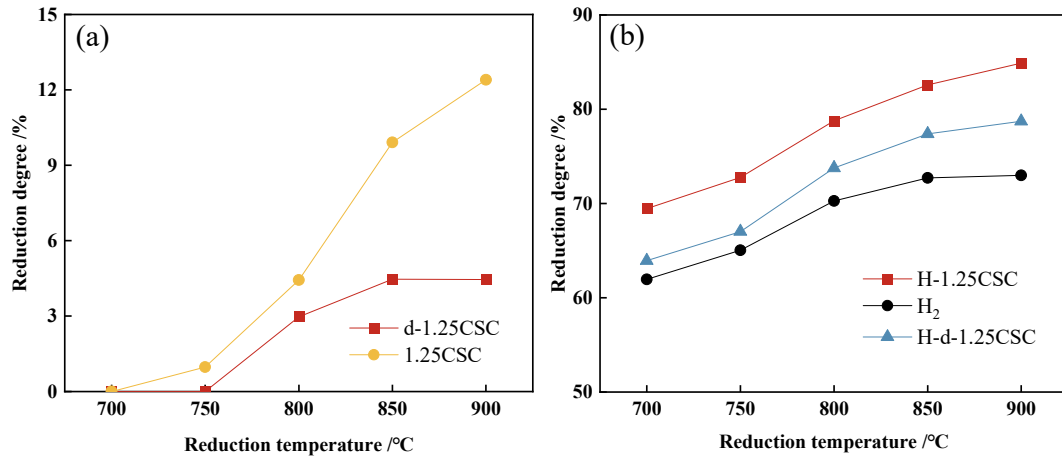 (a)
Reduction degree /%
15
12
9
6
3
0
d-1.25CSC
1.25CSC
700 750 800 850 900
Reduction temperature /°C
(b)
Reduction degree /%
90
80
70
60
50
H-1.25CSC
H2
H-d-1.25CSC
700 750 800 850 900
Reduction temperature /°C